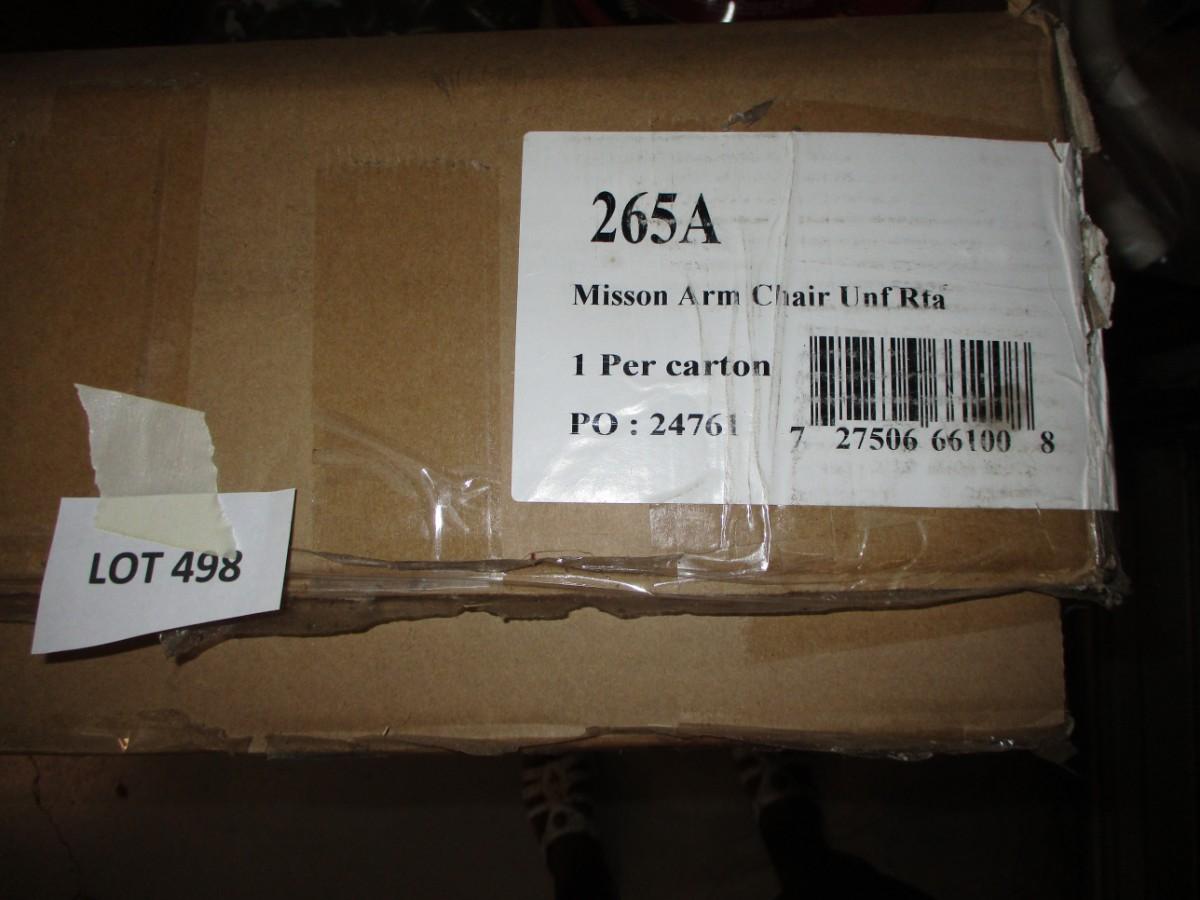 265A
Misson Arm Chair Unf Rta
1 Per carton
PO : 24761
7 27506 66100 8
LOT 498